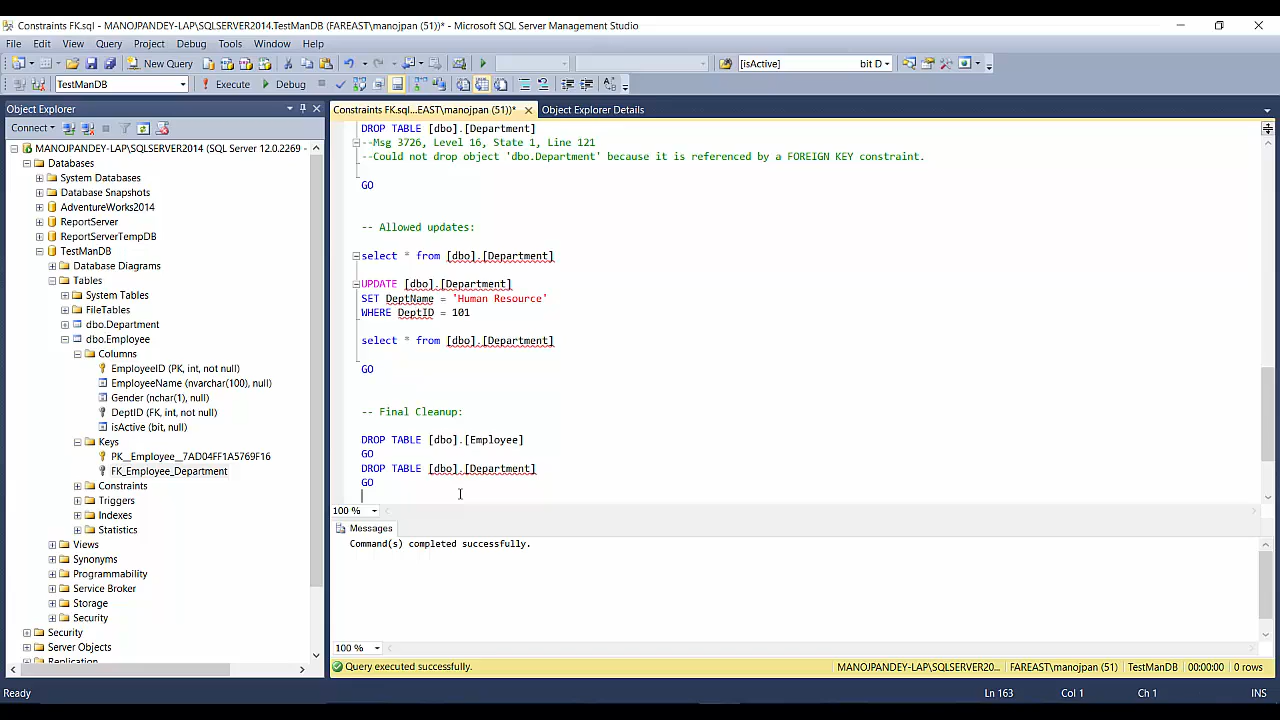 Constraints FK.sql - MANOJPANDEY-LAP\SQLSERVER2014.TestManDB (FAREAST\manojpan (51))* - Microsoft SQL Server Management Studio
File Edit View Query Project Debug Tools Window Help
New Query [isActive] bit D
TestManDB Execute Debug
Object Explorer
Connect
MANOJPANDEY-LAP\SQLSERVER2014 (SQL Server 12.0.2269 -
Databases
System Databases
Database Snapshots
AdventureWorks2014
ReportServer
ReportServerTempDB
TestManDB
Database Diagrams
Tables
System Tables
FileTables
dbo.Department
dbo.Employee
Columns
EmployeeID (PK, int, not null)
EmployeeName (nvarchar(100), null)
Gender (nchar(1), null)
DeptID (FK, int, not null)
isActive (bit, null)
Keys
PK__Employee__7AD04FF1A5769F16
FK_Employee_Department
Constraints
Triggers
Indexes
Statistics
Views
Synonyms
Programmability
Service Broker
Storage
Security
Security
Server Objects
Replication
Constraints FK.sql...EAST\manojpan (51))* Object Explorer Details
DROP TABLE [dbo].[Department]
--Msg 3726, Level 16, State 1, Line 121
--Could not drop object 'dbo.Department' because it is referenced by a FOREIGN KEY constraint.
GO
-- Allowed updates:
select * from [dbo].[Department]
UPDATE [dbo].[Department]
SET DeptName = 'Human Resource'
WHERE DeptID = 101
select * from [dbo].[Department]
GO
-- Final Cleanup:
DROP TABLE [dbo].[Employee]
GO
DROP TABLE [dbo].[Department]
GO
100 %
Messages
Command(s) completed successfully.
100 %
Query executed successfully. MANOJPANDEY-LAP\SQLSERVER20... FAREAST\manojpan (51) TestManDB 00:00:00 0 rows
Ready Ln 163 Col 1 Ch 1 INS